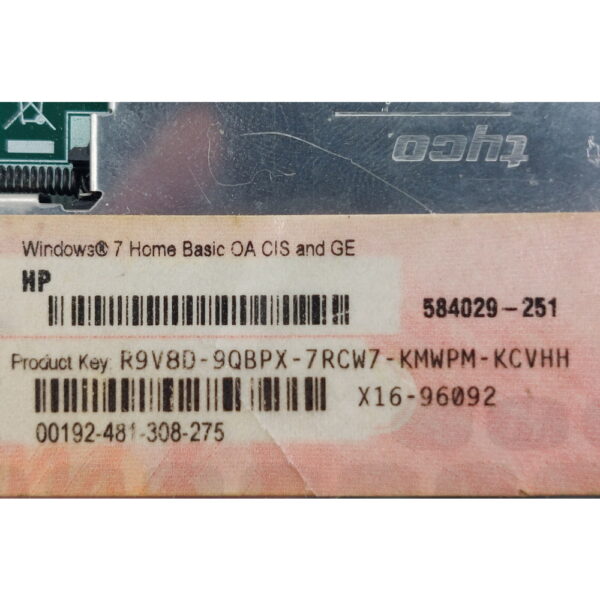 tyco
Windows® 7 Home Basic OA CIS and GE
HP
584029-251
Product Key: R9V8D-9QBPX-7RCW7-KMWPM-KCVHH
X16-96092
00192-481-308-275